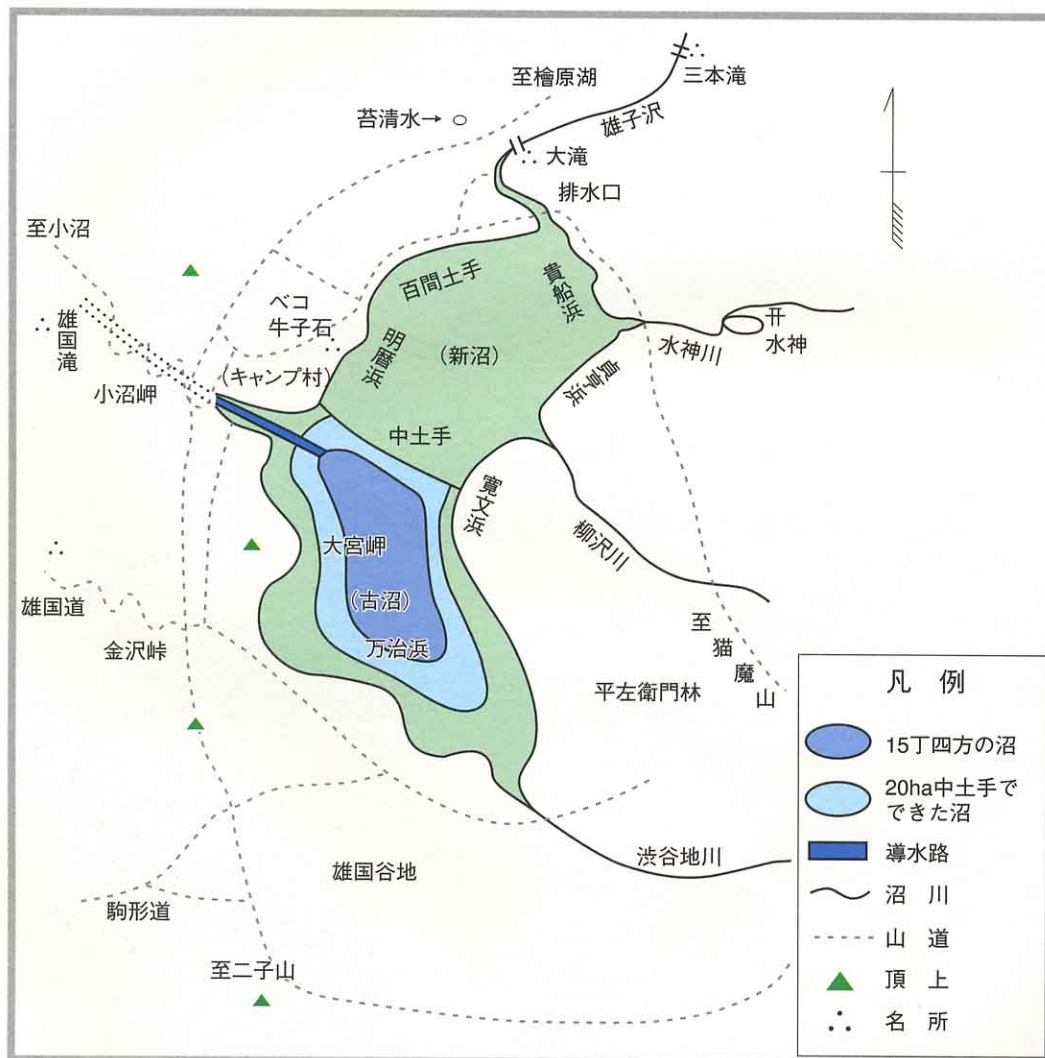 三本滝
至檜原湖
苔清水→
雄子沢
大滝
排水口
至小沼
百間土手
貴船浜
ベコ
牛子石
雄国滝
明暦浜
(新沼)
水神川
水神
(キャンプ村)
貞享浜
小沼岬
中土手
寛文浜
大宮岬
柳沢川
(古沼)
雄国道
金沢峠
万治浜
至猫魔山
平左衛門林
雄国谷地
渋谷地川
駒形道
至二子山
凡 例
15丁四方の沼
20ha中土手で
できた沼
導水路
沼 川
山 道
頂 上
名 所